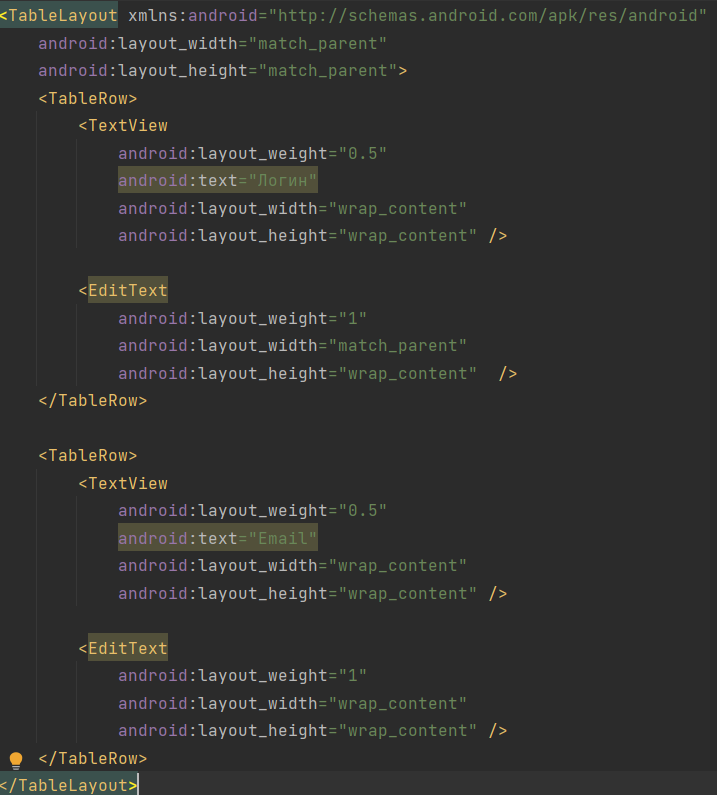 <TableLayout xmlns:android="http://schemas.android.com/apk/res/android"
    android:layout_width="match_parent"
    android:layout_height="match_parent">
    <TableRow>
        <TextView
            android:layout_weight="0.5"
            android:text="Логин"
            android:layout_width="wrap_content"
            android:layout_height="wrap_content" />

        <EditText
            android:layout_weight="1"
            android:layout_width="match_parent"
            android:layout_height="wrap_content"  />
    </TableRow>

    <TableRow>
        <TextView
            android:layout_weight="0.5"
            android:text="Email"
            android:layout_width="wrap_content"
            android:layout_height="wrap_content" />

        <EditText
            android:layout_weight="1"
            android:layout_width="wrap_content"
            android:layout_height="wrap_content" />
    </TableRow>
</TableLayout>